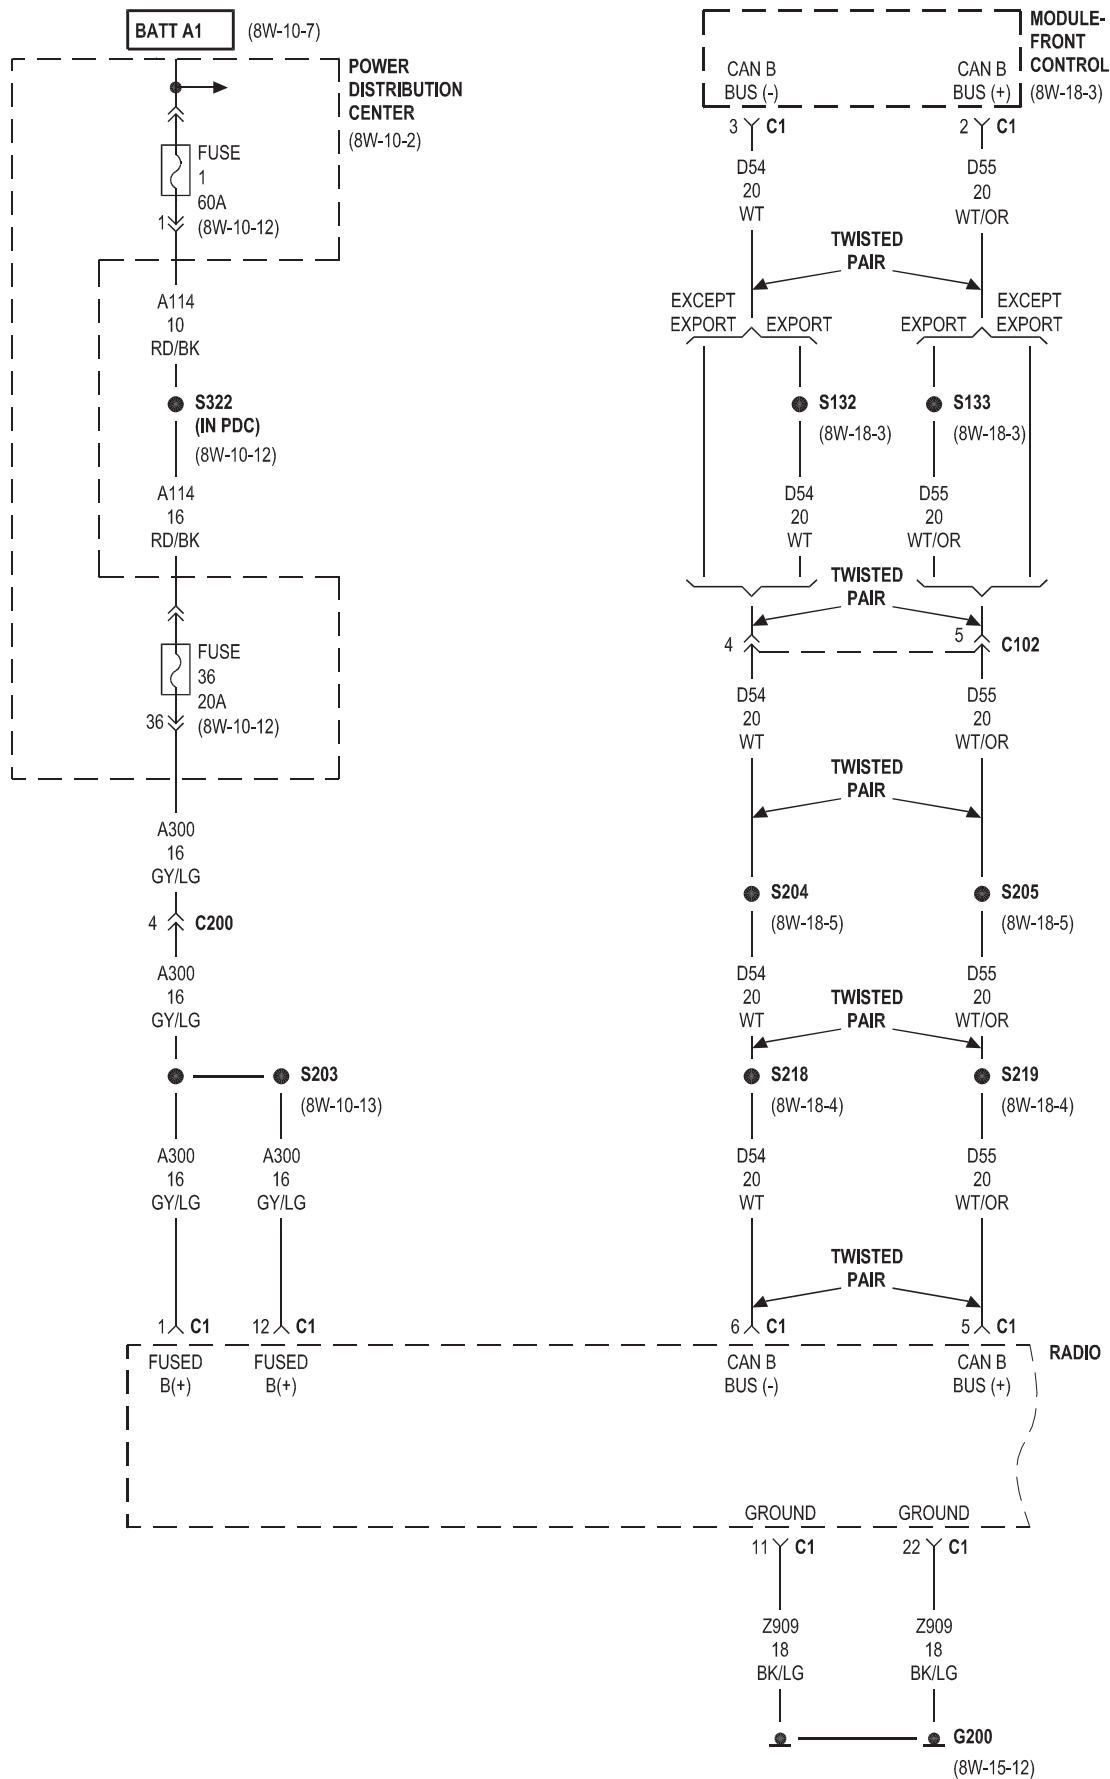 BATT A1 (8W-10-7)
POWER
DISTRIBUTION
CENTER
(8W-10-2)
FUSE
1
60A
(8W-10-12)
1
A114
10
RD/BK
S322
(IN PDC)
(8W-10-12)
A114
16
RD/BK
FUSE
36
20A
(8W-10-12)
36
A300
16
GY/LG
4 C200
A300
16
GY/LG
S203
(8W-10-13)
A300
16
GY/LG
A300
16
GY/LG
1 C1
12 C1
FUSED
B(+)
FUSED
B(+)
MODULE-
FRONT
CONTROL
(8W-18-3)
CAN B
BUS (-)
CAN B
BUS (+)
3 C1
2 C1
D54
20
WT
D55
20
WT/OR
TWISTED
PAIR
EXCEPT
EXPORT
EXPORT
EXPORT
EXCEPT
EXPORT
S132
(8W-18-3)
S133
(8W-18-3)
D54
20
WT
D55
20
WT/OR
TWISTED
PAIR
4
5 C102
D54
20
WT
D55
20
WT/OR
TWISTED
PAIR
S204
(8W-18-5)
S205
(8W-18-5)
D54
20
WT
D55
20
WT/OR
TWISTED
PAIR
S218
(8W-18-4)
S219
(8W-18-4)
D54
20
WT
D55
20
WT/OR
TWISTED
PAIR
6 C1
5 C1
RADIO
CAN B
BUS (-)
CAN B
BUS (+)
GROUND
GROUND
11 C1
22 C1
Z909
18
BK/LG
Z909
18
BK/LG
G200
(8W-15-12)